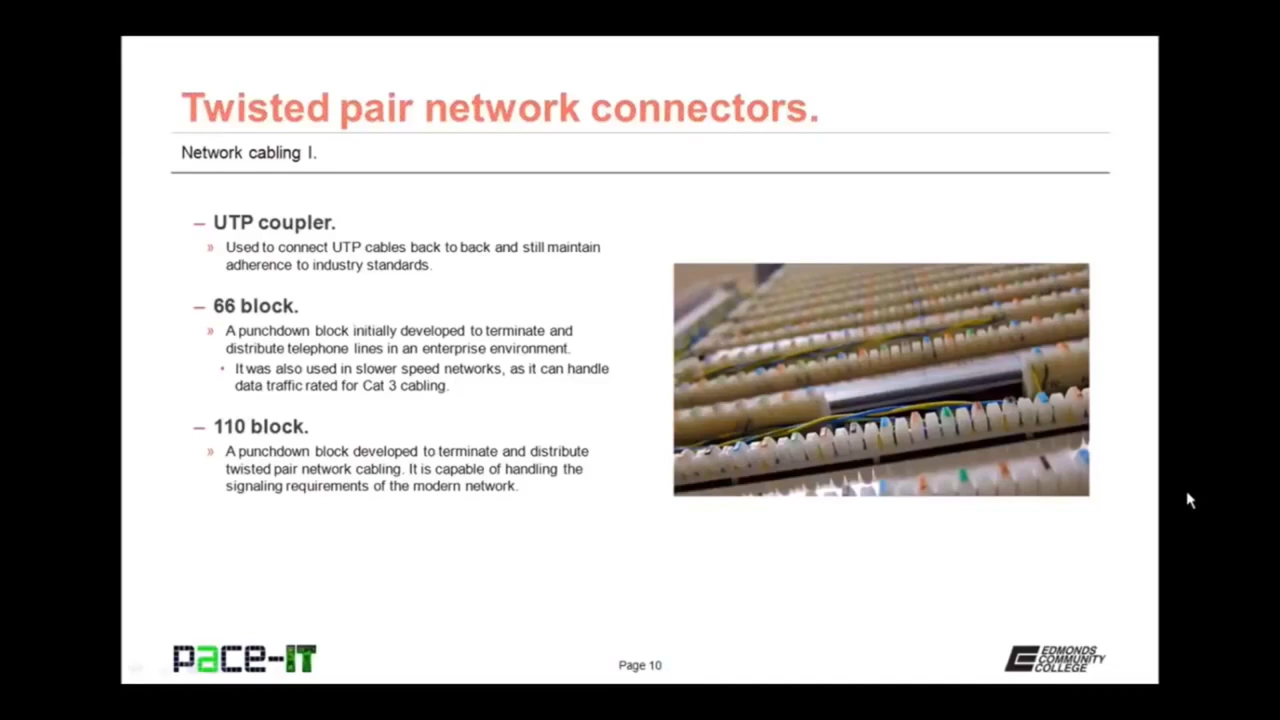 Twisted pair network connectors.
Network cabling I.
– UTP coupler.
» Used to connect UTP cables back to back and still maintain
adherence to industry standards.
– 66 block.
» A punchdown block initially developed to terminate and
distribute telephone lines in an enterprise environment.
• It was also used in slower speed networks, as it can handle
data traffic rated for Cat 3 cabling.
– 110 block.
» A punchdown block developed to terminate and distribute
twisted pair network cabling. It is capable of handling the
signaling requirements of the modern network.
pace-IT
Page 10
EDMONDS
COMMUNITY
COLLEGE